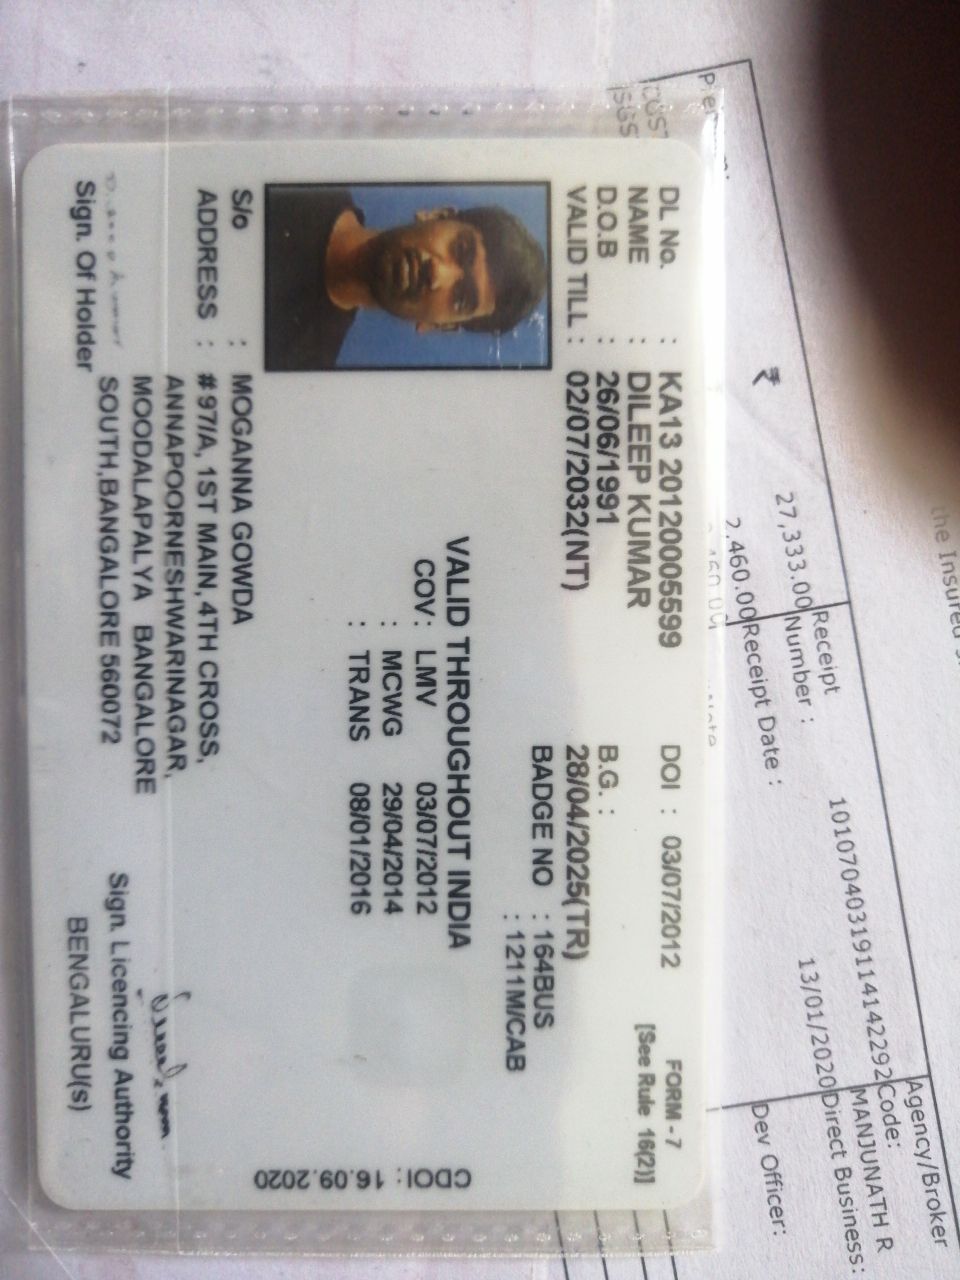 FORM - 7
[See Rule 16(2)]
DL No. : KA13 20120005599 DOI : 03/07/2012
NAME : DILEEP KUMAR
D.O.B : 26/06/1991 B.G. :
VALID TILL : 02/07/2032(NT) 28/04/2025(TR)
BADGE NO : 164BUS
: 1211M/CAB
VALID THROUGHOUT INDIA
COV : LMV 03/07/2012
: MCWG 29/04/2014
: TRANS 08/01/2016
CDOI : 16.09.2020
S/o : MOGANNA GOWDA
ADDRESS : # 97/A, 1ST MAIN, 4TH CROSS,
ANNAPOORNESHWARINAGAR,
MOODALAPALYA BANGALORE
SOUTH,BANGALORE 560072
Sign. Of Holder
Sign. Licencing Authority
BENGALURU(s)
the Insured
₹ 27,333.00
2,460.00
Receipt
Number :
10107040319114142292
Receipt Date :
13/01/2020
Agency/Broker
Code:
MANJUNATH R
Direct Business:
Dev Officer: